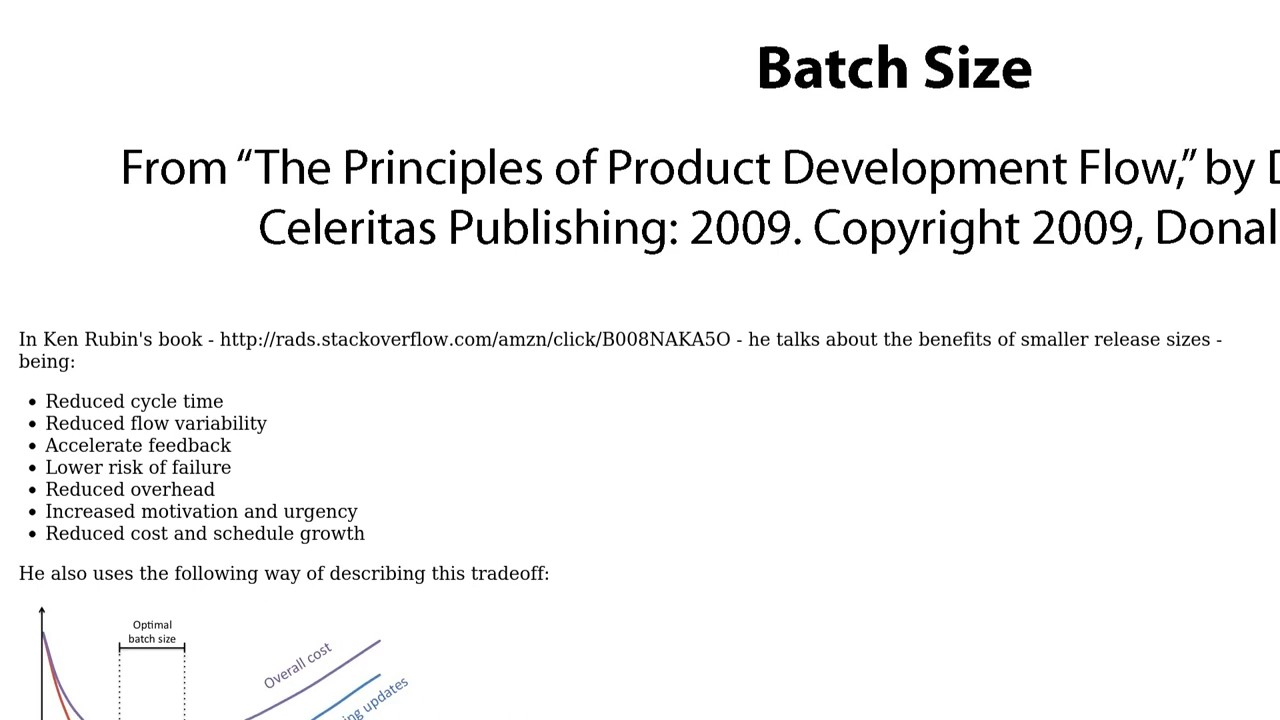 Batch Size
From “The Principles of Product Development Flow,” by
Celeritas Publishing: 2009. Copyright 2009, Donal
In Ken Rubin's book - http://rads.stackoverflow.com/amzn/click/B008NAKA5O - he talks about the benefits of smaller release sizes -
being:
• Reduced cycle time
• Reduced flow variability
• Accelerate feedback
• Lower risk of failure
• Reduced overhead
• Increased motivation and urgency
• Reduced cost and schedule growth
He also uses the following way of describing this tradeoff:
Optimal
batch size
Overall cost
updates